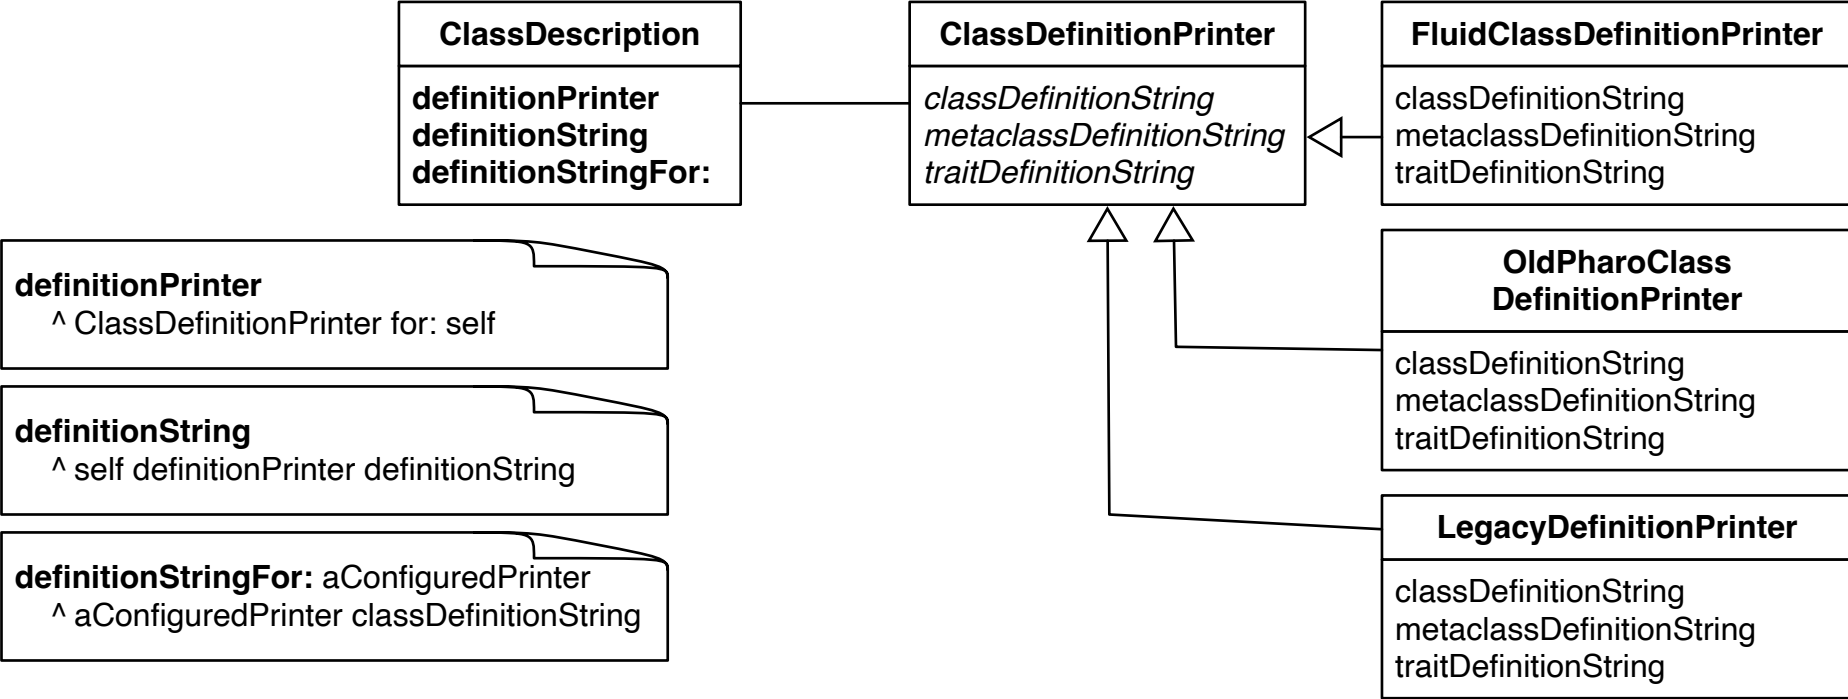 ClassDescription
definitionPrinter
definitionString
definitionStringFor:
ClassDefinitionPrinter
classDefinitionString
metaclassDefinitionString
traitDefinitionString
FluidClassDefinitionPrinter
classDefinitionString
metaclassDefinitionString
traitDefinitionString
definitionPrinter
^ ClassDefinitionPrinter for: self
definitionString
^ self definitionPrinter definitionString
definitionStringFor: aConfiguredPrinter
^ aConfiguredPrinter classDefinitionString
OldPharoClass
DefinitionPrinter
classDefinitionString
metaclassDefinitionString
traitDefinitionString
LegacyDefinitionPrinter
classDefinitionString
metaclassDefinitionString
traitDefinitionString